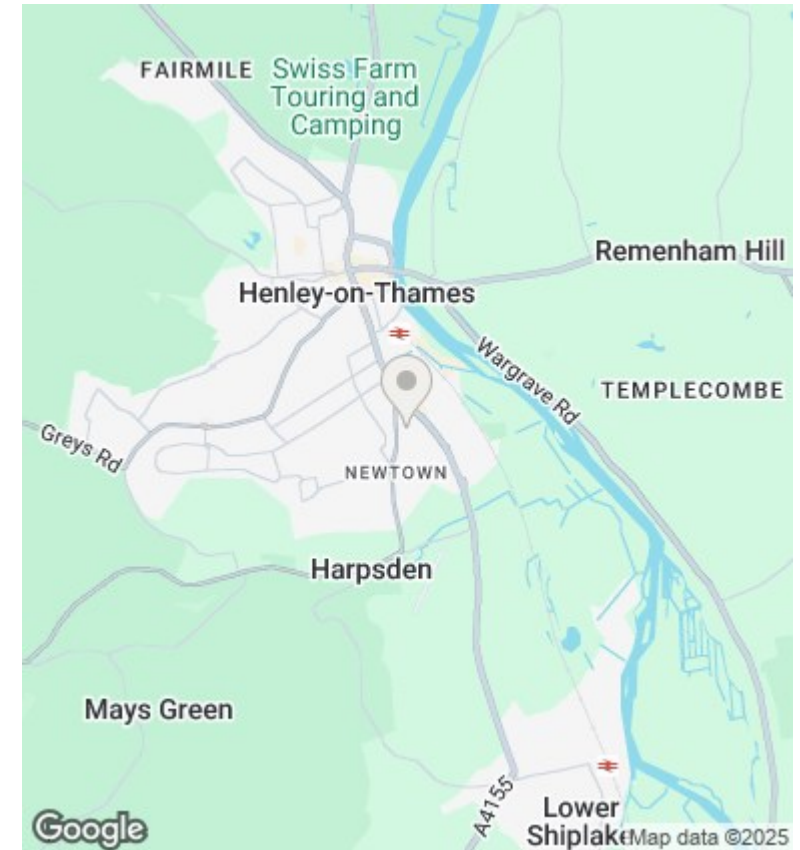 FAIRMILE
Swiss Farm
Touring and
Camping
Remenham Hill
Henley-on-Thames
Wargrave Rd
TEMPLECOMBE
Greys Rd
NEWTOWN
Harpsden
Mays Green
A4155
Lower
Shiplake
Google
Map data ©2025